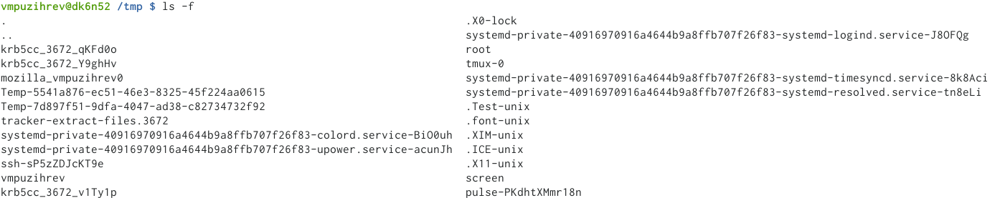 vmpuzihrev@dk6n52 /tmp $ ls -f
. .X0-lock
.. systemd-private-40916970916a4644b9a8ffb707f26f83-systemd-logind.service-J8OFQg
krb5cc_3672_qKFd0o root
krb5cc_3672_Y9ghHv tmux-0
mozilla_vmpuzihrev0 systemd-private-40916970916a4644b9a8ffb707f26f83-systemd-timesyncd.service-8k8Aci
Temp-5541a876-ec51-46e3-8325-45f224aa0615 systemd-private-40916970916a4644b9a8ffb707f26f83-systemd-resolved.service-tn8eLi
Temp-7d897f51-9dfa-4047-ad38-c82734732f92 .Test-unix
tracker-extract-files.3672 .font-unix
systemd-private-40916970916a4644b9a8ffb707f26f83-colord.service-BiO0uh .XIM-unix
systemd-private-40916970916a4644b9a8ffb707f26f83-upower.service-acunJh .ICE-unix
ssh-sP5zZDJcKT9e .X11-unix
vmpuzihrev screen
krb5cc_3672_v1Ty1p pulse-PKdhtXMmr18n